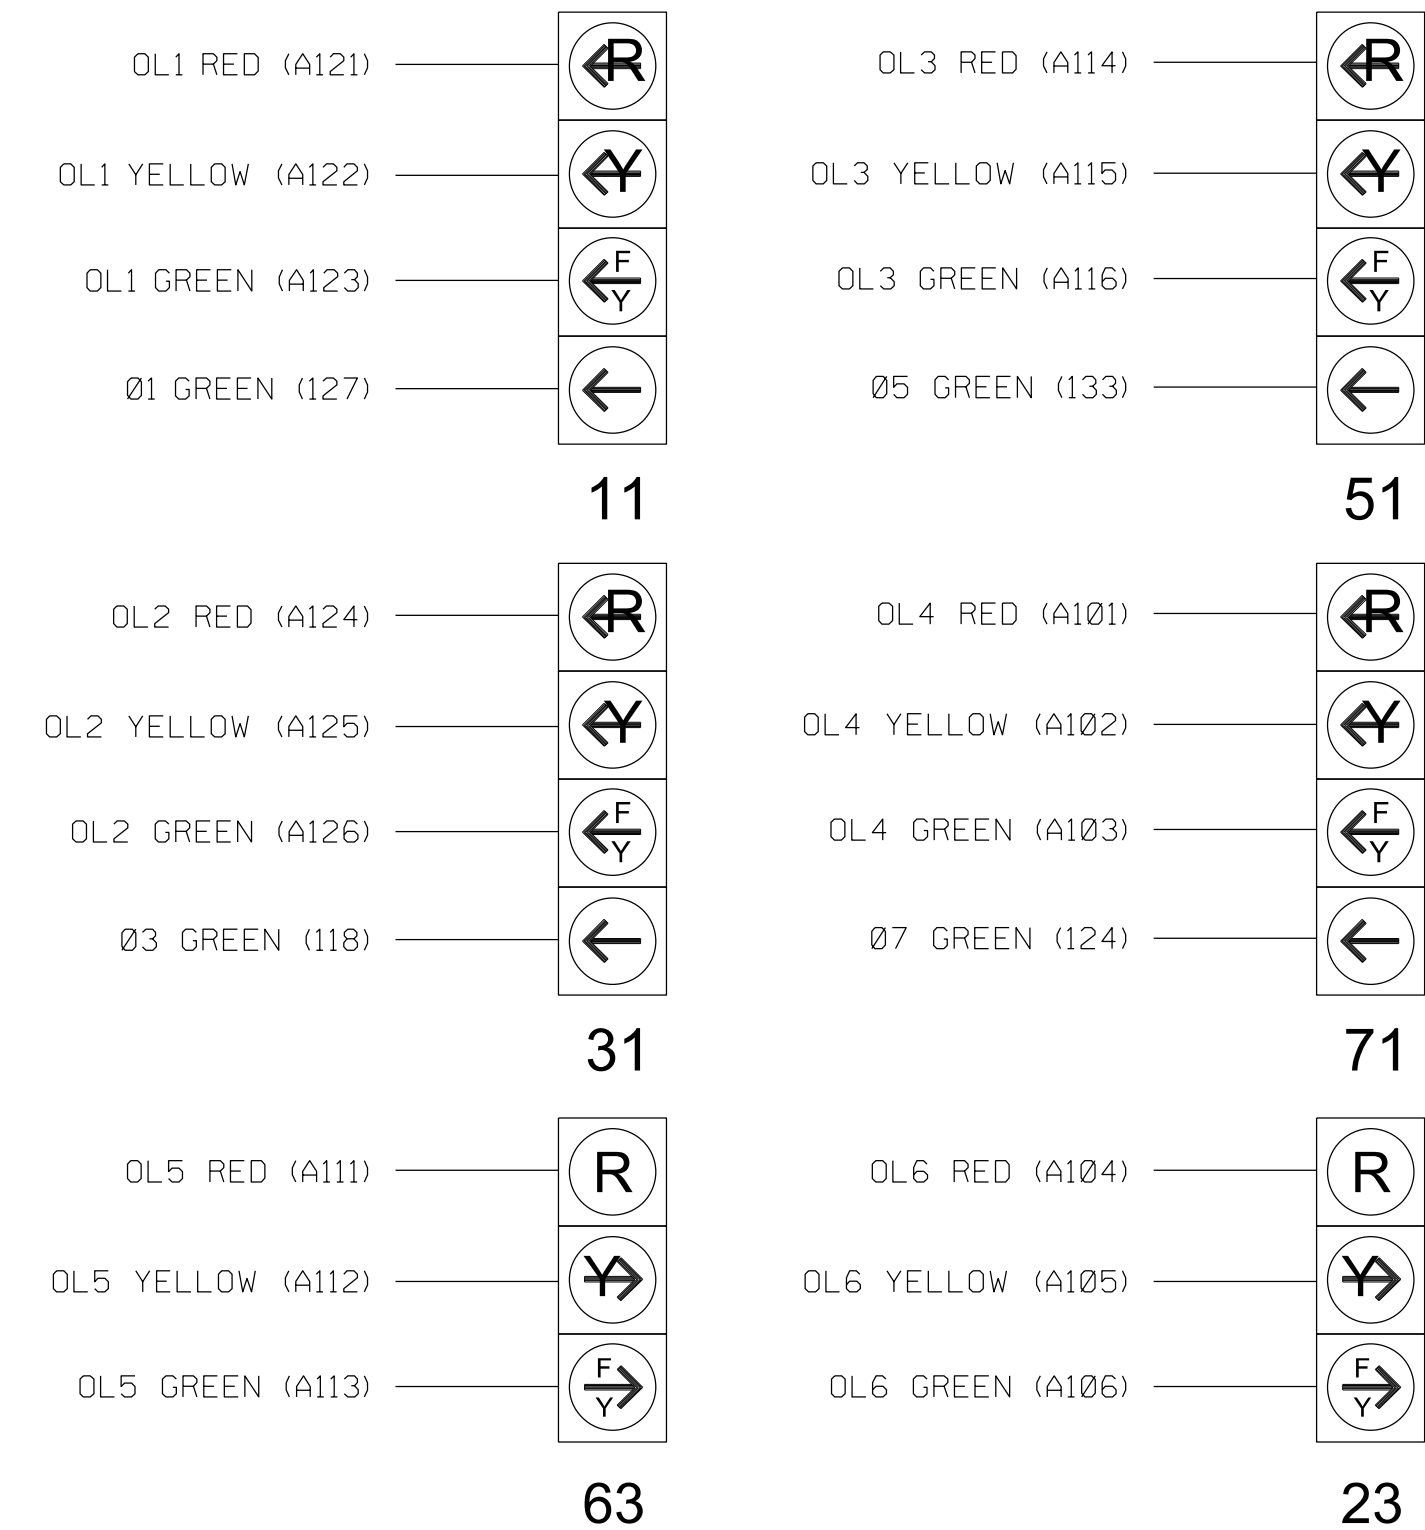 OL1 RED (A121)
R
OL1 YELLOW (A122)
Y
OL1 GREEN (A123)
F
Y
Ø1 GREEN (127)
11
OL3 RED (A114)
R
OL3 YELLOW (A115)
Y
OL3 GREEN (A116)
F
Y
Ø5 GREEN (133)
51
OL2 RED (A124)
R
OL2 YELLOW (A125)
Y
OL2 GREEN (A126)
F
Y
Ø3 GREEN (118)
31
OL4 RED (A1Ø1)
R
OL4 YELLOW (A1Ø2)
Y
OL4 GREEN (A1Ø3)
F
Y
Ø7 GREEN (124)
71
OL5 RED (A111)
R
OL5 YELLOW (A112)
Y
OL5 GREEN (A113)
F
Y
63
OL6 RED (A1Ø4)
R
OL6 YELLOW (A1Ø5)
Y
OL6 GREEN (A1Ø6)
F
Y
23